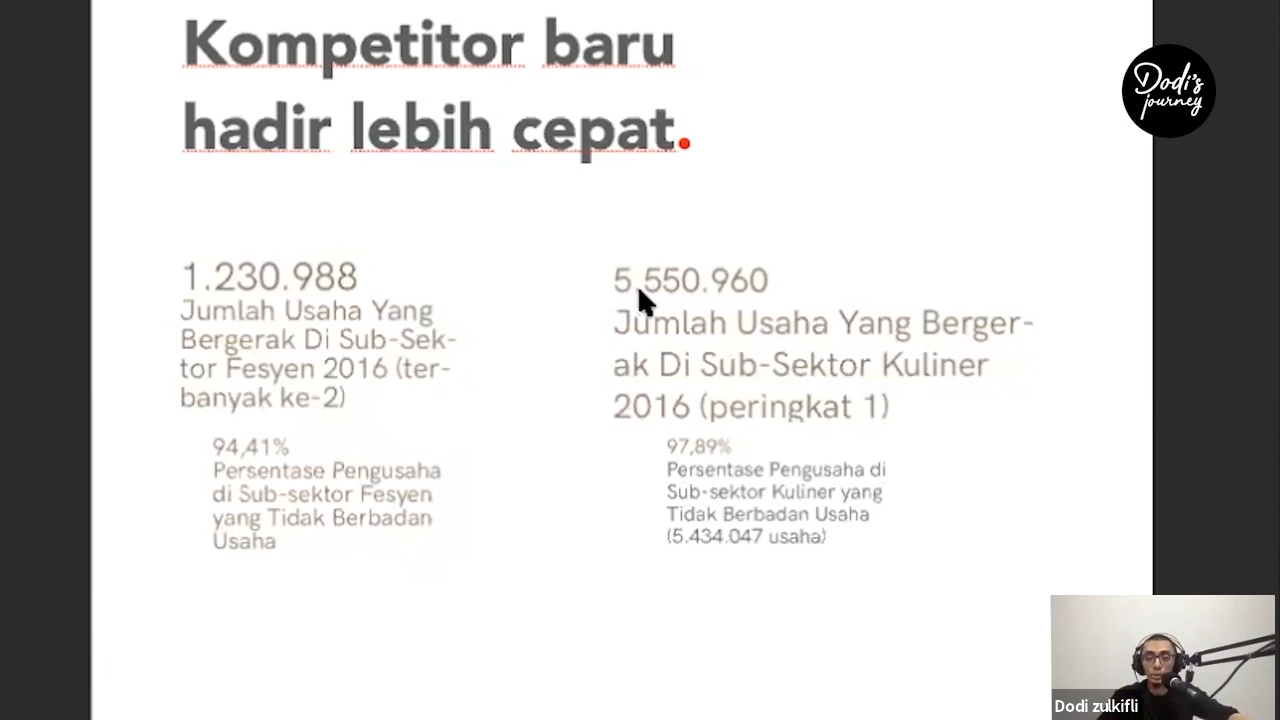 Kompetitor baru
hadir lebih cepat.
Dodi's
journey
1.230.988
Jumlah Usaha Yang
Bergerak Di Sub-Sek-
tor Fesyen 2016 (ter-
banyak ke-2)
94,41%
Persentase Pengusaha
di Sub-sektor Fesyen
yang Tidak Berbadan
Usaha
5.550.960
Jumlah Usaha Yang Berger-
ak Di Sub-Sektor Kuliner
2016 (peringkat 1)
97,89%
Persentase Pengusaha di
Sub-sektor Kuliner yang
Tidak Berbadan Usaha
(5.434.047 usaha)
Dodi zulkifli